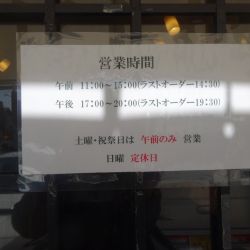 営業時間
午前 11:00～15:00(ラストオーダー14:30)
午後 17:00～20:00(ラストオーダー19:30)
土曜・祝祭日は 午前のみ 営業
日曜 定休日